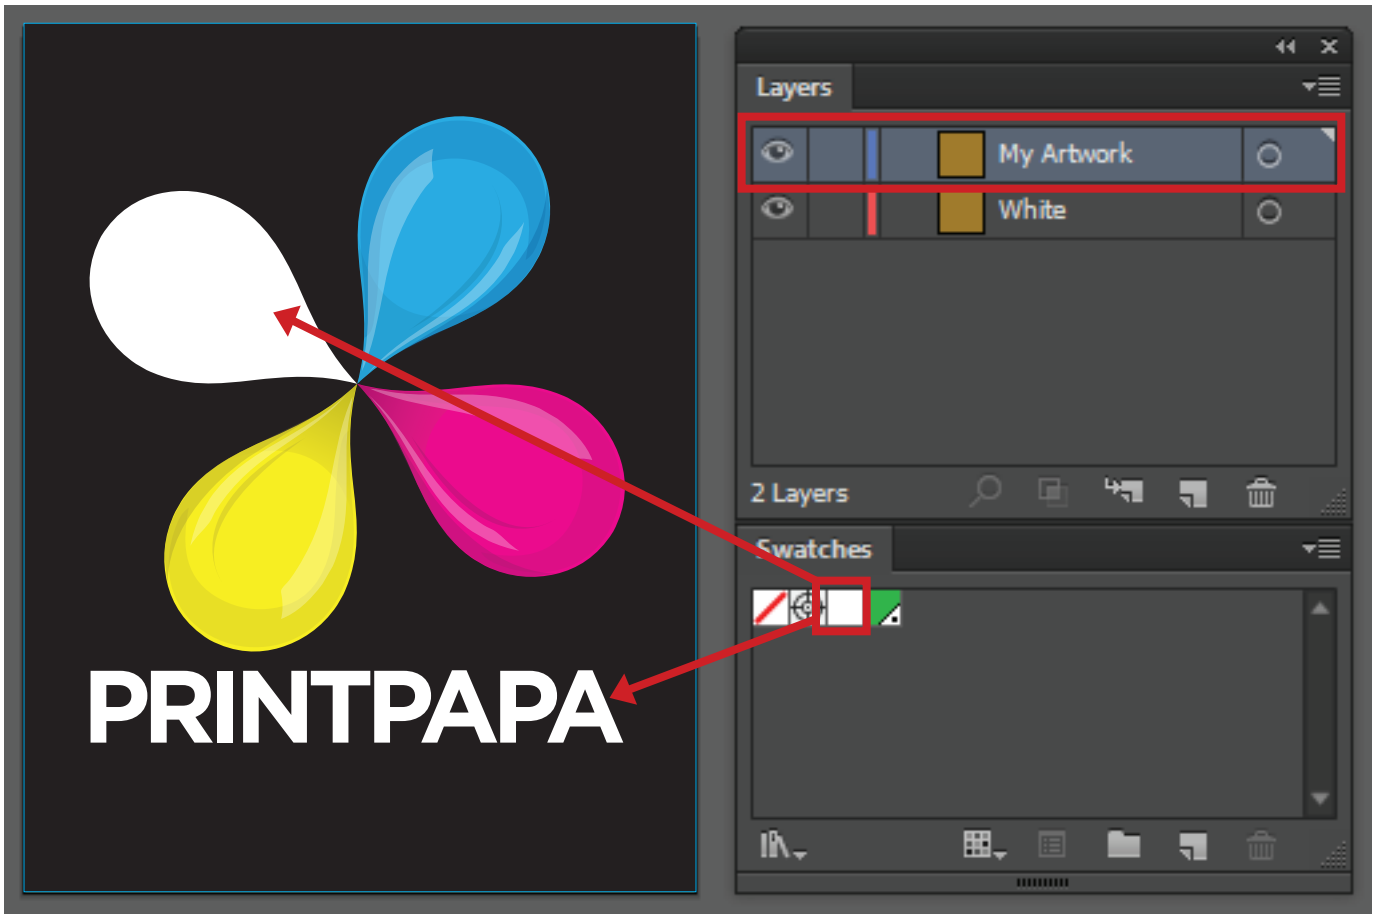 Layers
My Artwork
White
2 Layers
Swatches
PRINTPAPA